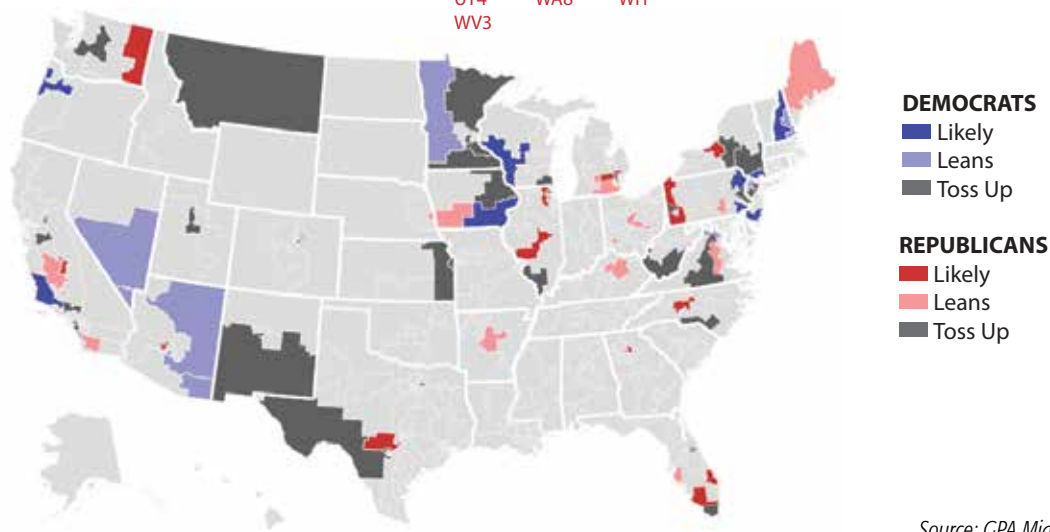 WV3
DEMOCRATS
Likely
Leans
Toss Up
REPUBLICANS
Likely
Leans
Toss Up